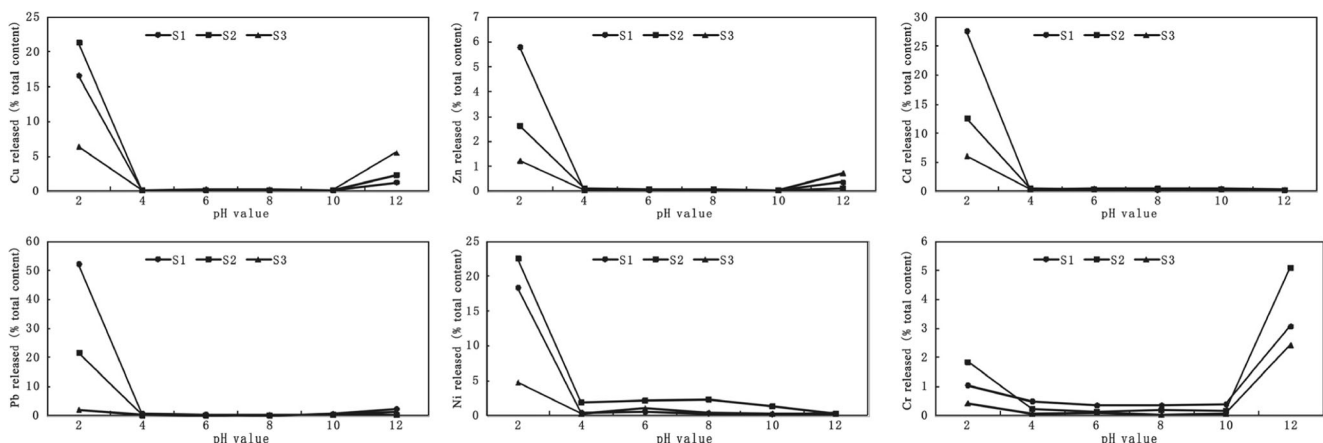 Cu released (% total content)
25
20
15
10
5
0
S1 S2 S3
2 4 6 8 10 12
pH value
Zn released (% total content)
7
6
5
4
3
2
1
0
S1 S2 S3
2 4 6 8 10 12
pH value
Cd released (% total content)
30
25
20
15
10
5
0
S1 S2 S3
2 4 6 8 10 12
pH value
Pb released (% total content)
60
50
40
30
20
10
0
S1 S2 S3
2 4 6 8 10 12
pH value
Ni released (% total content)
25
20
15
10
5
0
S1 S2 S3
2 4 6 8 10 12
pH value
Cr released (% total content)
6
5
4
3
2
1
0
S1 S2 S3
2 4 6 8 10 12
pH value